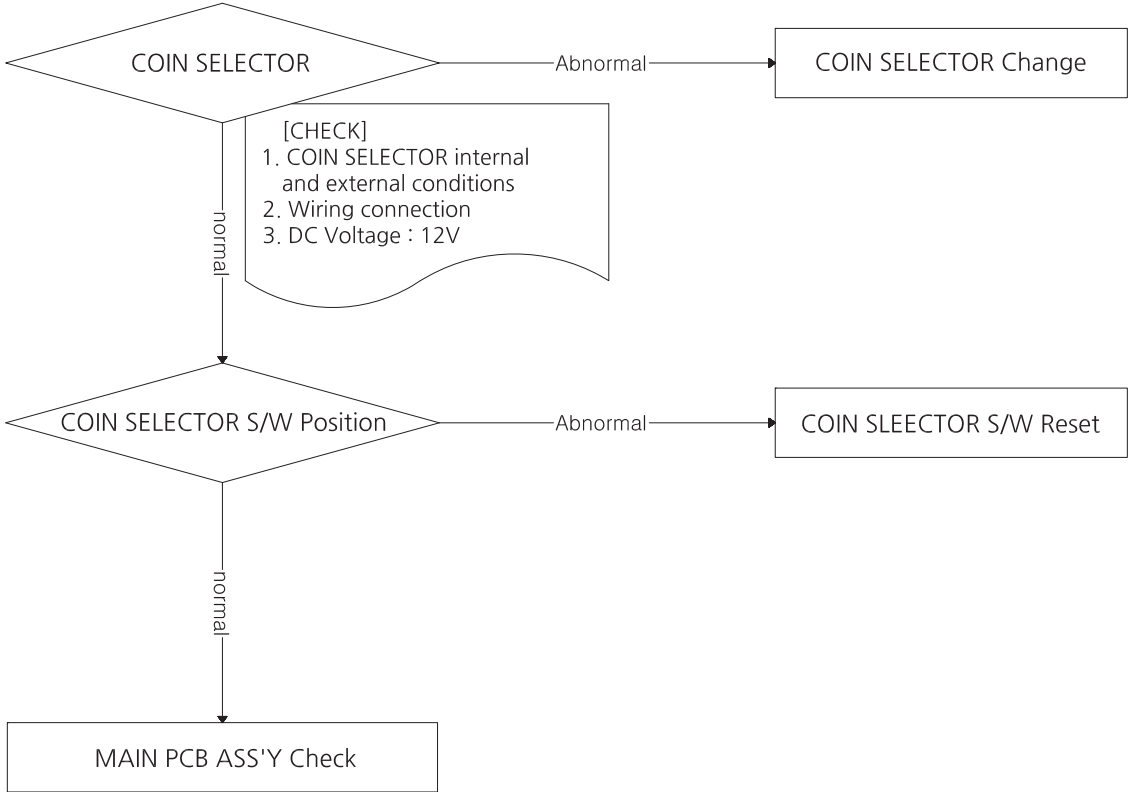 COIN SELECTOR
Abnormal
COIN SELECTOR Change
[CHECK]
1. COIN SELECTOR internal
and external conditions
2. Wiring connection
3. DC Voltage : 12V
normal
COIN SELECTOR S/W Position
Abnormal
COIN SLEECTOR S/W Reset
normal
MAIN PCB ASS'Y Check